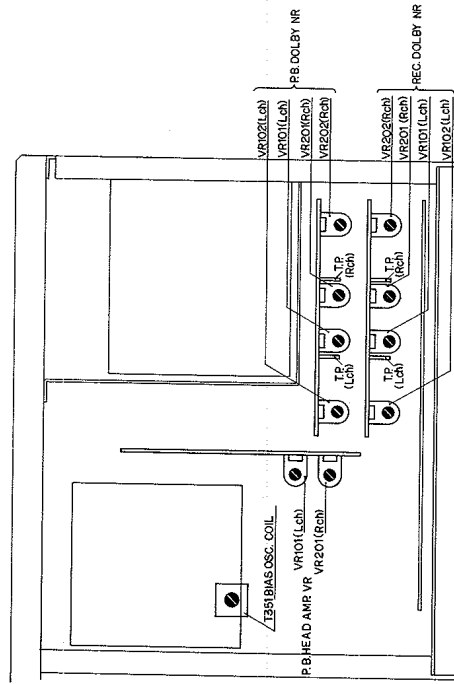 P.B. DOLBY NR
VR102(Lch)
VR101(Lch)
VR201(Rch)
VR202(Rch)
REC. DOLBY NR
VR202(Rch)
VR201(Rch)
VR101(Lch)
VR102(Lch)
T.P.
(Rch)
T.P.
(Lch)
T.P.
(Rch)
T.P.
(Lch)
T351 BIAS OSC. COIL
P.B. HEAD AMP. VR
VR101(Lch)
VR201(Rch)